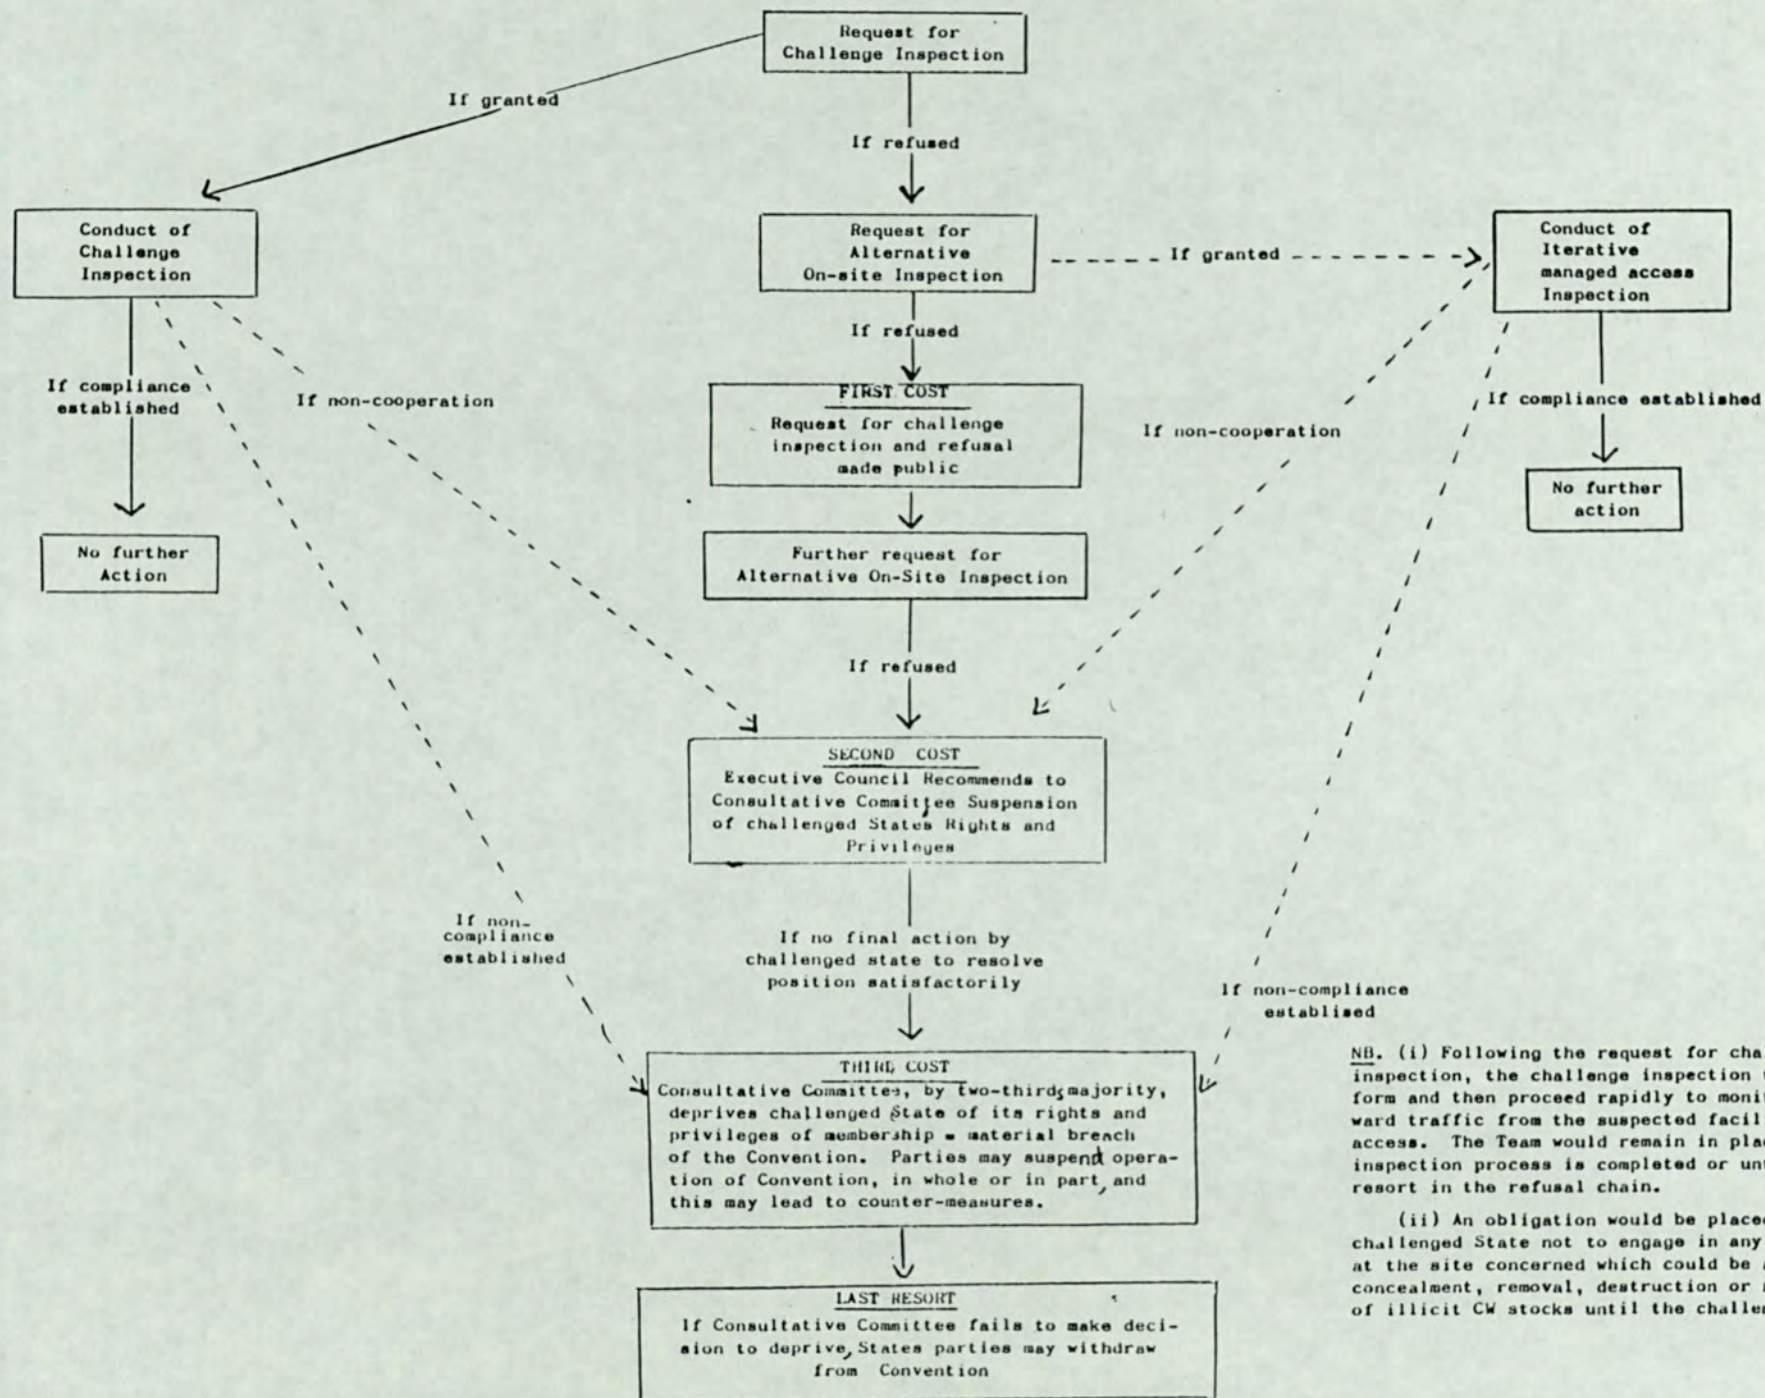 Request for
Challenge Inspection
If granted
If refused
Conduct of
Challenge
Inspection
Request for
Alternative
On-site Inspection
If granted
Conduct of
Iterative
managed access
Inspection
If refused
If compliance
established
If non-cooperation
FIRST COST
Request for challenge
inspection and refusal
made public
If non-cooperation
If compliance established
No further
Action
Further request for
Alternative On-Site Inspection
No further
action
If refused
SECOND COST
Executive Council Recommends to
Consultative Committee Suspension
of challenged State's Rights and
Privileges
If non-
compliance
established
If no final action by
challenged state to resolve
position satisfactorily
If non-compliance
establised
THIRD COST
Consultative Committee, by two-thirds majority,
deprives challenged State of its rights and
privileges of membership = material breach
of the Convention. Parties may suspend opera-
tion of Convention, in whole or in part, and
this may lead to counter-measures.
LAST RESORT
If Consultative Committee fails to make deci-
sion to deprive, States parties may withdraw
from Convention
NB. (i) Following the request for
inspection, the challenge inspection
form and then proceed rapidly to
ward traffic from the suspected
access. The Team would remain in
inspection process is completed or
resort in the refusal chain.
(ii) An obligation would be
challenged State not to engage in any
at the site concerned which could be
concealment, removal, destruction or
of illicit CW stocks until the